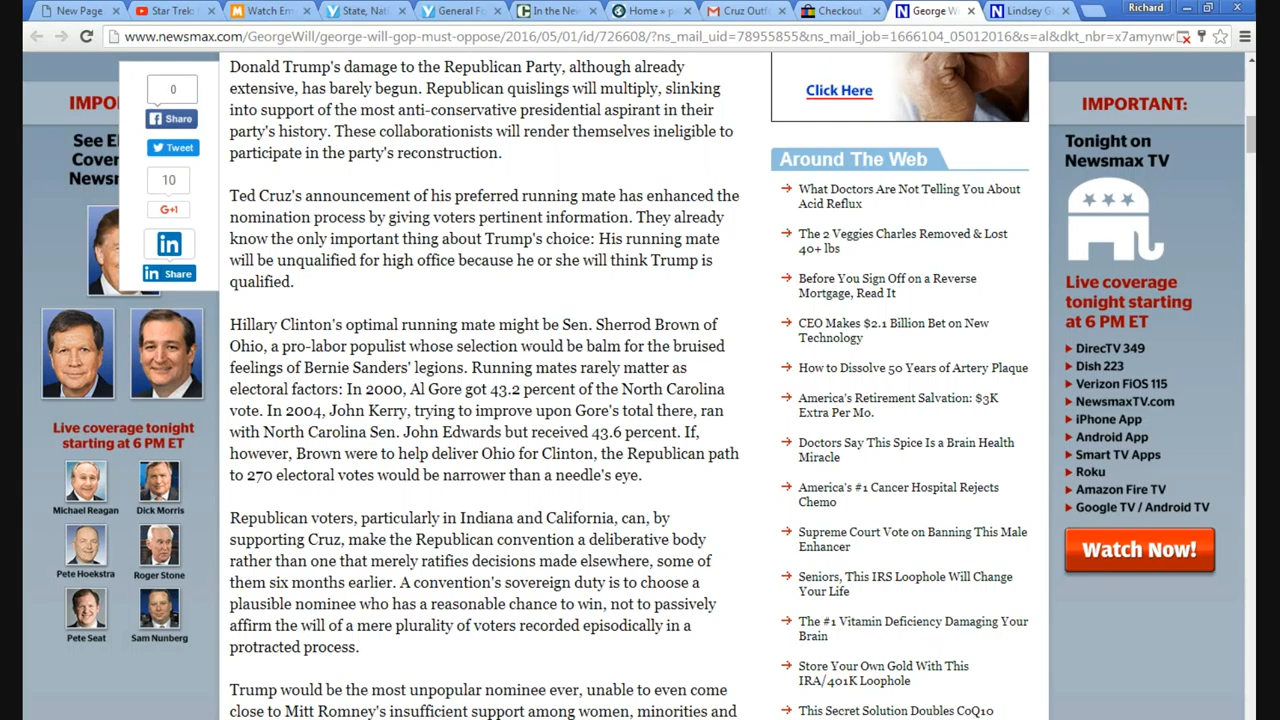 New Page
Star Trek:
Watch Em
State, Nati
General Fo
In the Nev
Home » p
Cruz Outf
Checkout
George W
Lindsey G
Richard
www.newsmax.com/GeorgeWill/george-will-gop-must-oppose/2016/05/01/id/726608/?ns_mail_uid=789555858&ns_mail_job=1666104_05012016&s=al&dkt_nbr=x7amynw
IMPO
See El
Cover
Newsm
0
Share
Tweet
10
G+1
in
in Share
Live coverage tonight
starting at 6 PM ET
Michael Reagan
Dick Morris
Pete Hoekstra
Roger Stone
Pete Seat
Sam Nunberg
Donald Trump's damage to the Republican Party, although already
extensive, has barely begun. Republican quislings will multiply, slinking
into support of the most anti-conservative presidential aspirant in their
party's history. These collaborationists will render themselves ineligible to
participate in the party's reconstruction.
Ted Cruz's announcement of his preferred running mate has enhanced the
nomination process by giving voters pertinent information. They already
know the only important thing about Trump's choice: His running mate
will be unqualified for high office because he or she will think Trump is
qualified.
Hillary Clinton's optimal running mate might be Sen. Sherrod Brown of
Ohio, a pro-labor populist whose selection would be balm for the bruised
feelings of Bernie Sanders' legions. Running mates rarely matter as
electoral factors: In 2000, Al Gore got 43.2 percent of the North Carolina
vote. In 2004, John Kerry, trying to improve upon Gore's total there, ran
with North Carolina Sen. John Edwards but received 43.6 percent. If,
however, Brown were to help deliver Ohio for Clinton, the Republican path
to 270 electoral votes would be narrower than a needle's eye.
Republican voters, particularly in Indiana and California, can, by
supporting Cruz, make the Republican convention a deliberative body
rather than one that merely ratifies decisions made elsewhere, some of
them six months earlier. A convention's sovereign duty is to choose a
plausible nominee who has a reasonable chance to win, not to passively
affirm the will of a mere plurality of voters recorded episodically in a
protracted process.
Trump would be the most unpopular nominee ever, unable to even come
close to Mitt Romney's insufficient support among women, minorities and
Click Here
Around The Web
What Doctors Are Not Telling You About
Acid Reflux
The 2 Veggies Charles Removed & Lost
40+ lbs
Before You Sign Off on a Reverse
Mortgage, Read It
CEO Makes $2.1 Billion Bet on New
Technology
How to Dissolve 50 Years of Artery Plaque
America's Retirement Salvation: $3K
Extra Per Mo.
Doctors Say This Spice Is a Brain Health
Miracle
America's #1 Cancer Hospital Rejects
Chemo
Supreme Court Vote on Banning This Male
Enhancer
Seniors, This IRS Loophole Will Change
Your Life
The #1 Vitamin Deficiency Damaging Your
Brain
Store Your Own Gold With This
IRA/401K Loophole
This Secret Solution Doubles CoQ10
IMPORTANT:
Tonight on
Newsmax TV
Live coverage
tonight starting
at 6 PM ET
DirecTV 349
Dish 223
Verizon FiOS 115
NewsmaxTV.com
iPhone App
Android App
Smart TV Apps
Roku
Amazon Fire TV
Google TV / Android TV
Watch Now!